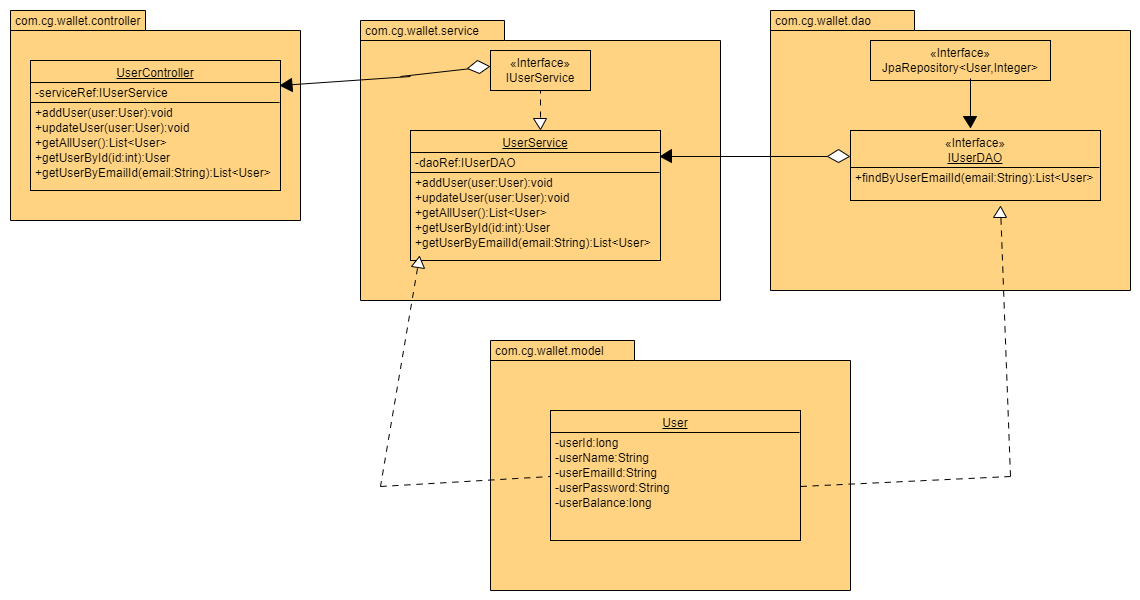 com.cg.wallet.controller
UserController
-serviceRef:IUserService
+addUser(user:User):void
+updateUser(user:User):void
+getAllUser():List<User>
+getUserById(id:int):User
+getUserByEmailId(email:String):List<User>
com.cg.wallet.service
«Interface»
IUserService
UserService
-daoRef:IUserDAO
+addUser(user:User):void
+updateUser(user:User):void
+getAllUser():List<User>
+getUserById(id:int):User
+getUserByEmailId(email:String):List<User>
com.cg.wallet.dao
«Interface»
JpaRepository<User,Integer>
«Interface»
IUserDAO
+findByUserEmailId(email:String):List<User>
com.cg.wallet.model
User
-userId:long
-userName:String
-userEmailId:String
-userPassword:String
-userBalance:long